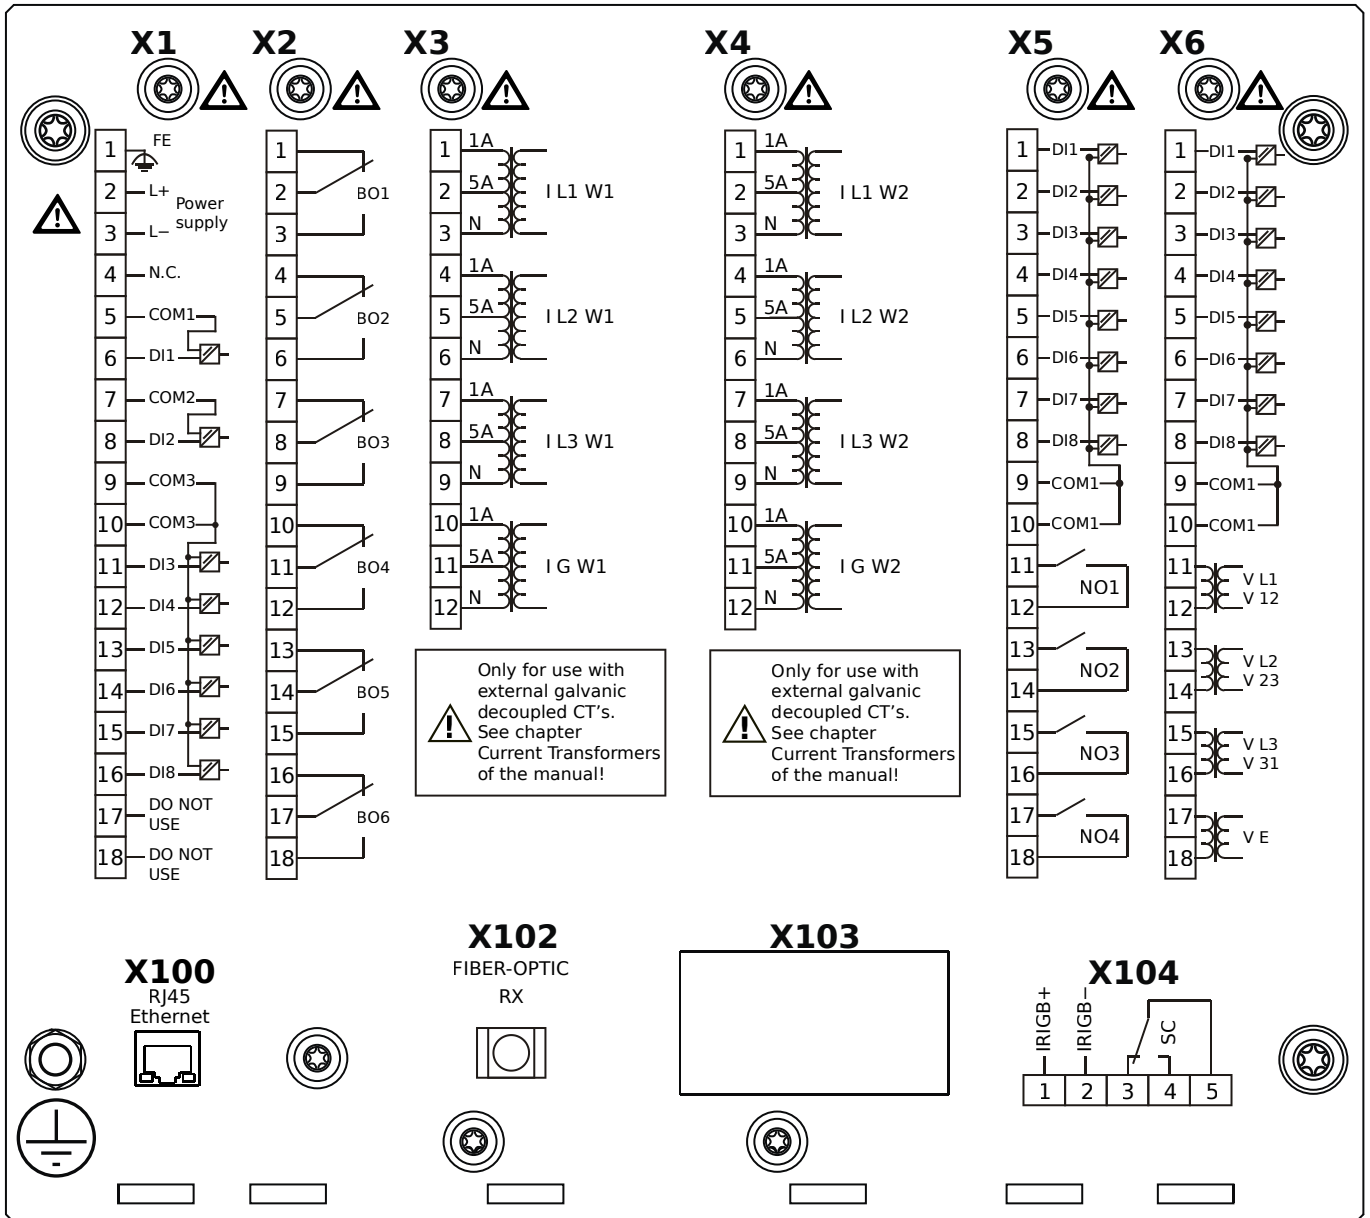 X1
X2
X3
X4
X5
X6
1
FE
2
L+
Power
supply
3
L−
4
N.C.
5
COM1
6
DI1
7
COM2
8
DI2
9
COM3
10
COM3
11
DI3
12
DI4
13
DI5
14
DI6
15
DI7
16
DI8
17
DO NOT
USE
18
DO NOT
USE
1
2
BO1
3
4
5
BO2
6
7
8
BO3
9
10
11
BO4
12
13
14
BO5
15
16
17
BO6
18
1
1A
2
5A
I L1 W1
3
N
4
1A
5
5A
I L2 W1
6
N
7
1A
8
5A
I L3 W1
9
N
10
1A
11
5A
I G W1
12
N
Only for use with
external galvanic
decoupled CT's.
See chapter
Current Transformers
of the manual!
1
1A
2
5A
I L1 W2
3
N
4
1A
5
5A
I L2 W2
6
N
7
1A
8
5A
I L3 W2
9
N
10
1A
11
5A
I G W2
12
N
Only for use with
external galvanic
decoupled CT's.
See chapter
Current Transformers
of the manual!
1
DI1
2
DI2
3
DI3
4
DI4
5
DI5
6
DI6
7
DI7
8
DI8
9
COM1
10
COM1
11
NO1
12
13
NO2
14
15
NO3
16
17
NO4
18
1
DI1
2
DI2
3
DI3
4
DI4
5
DI5
6
DI6
7
DI7
8
DI8
9
COM1
10
COM1
11
V L1
V 12
12
13
V L2
V 23
14
15
V L3
V 31
16
17
V E
18
X100
RJ45
Ethernet
X102
FIBER-OPTIC
RX
X103
X104
IRIGB+
IRIGB−
SC
1
2
3
4
5